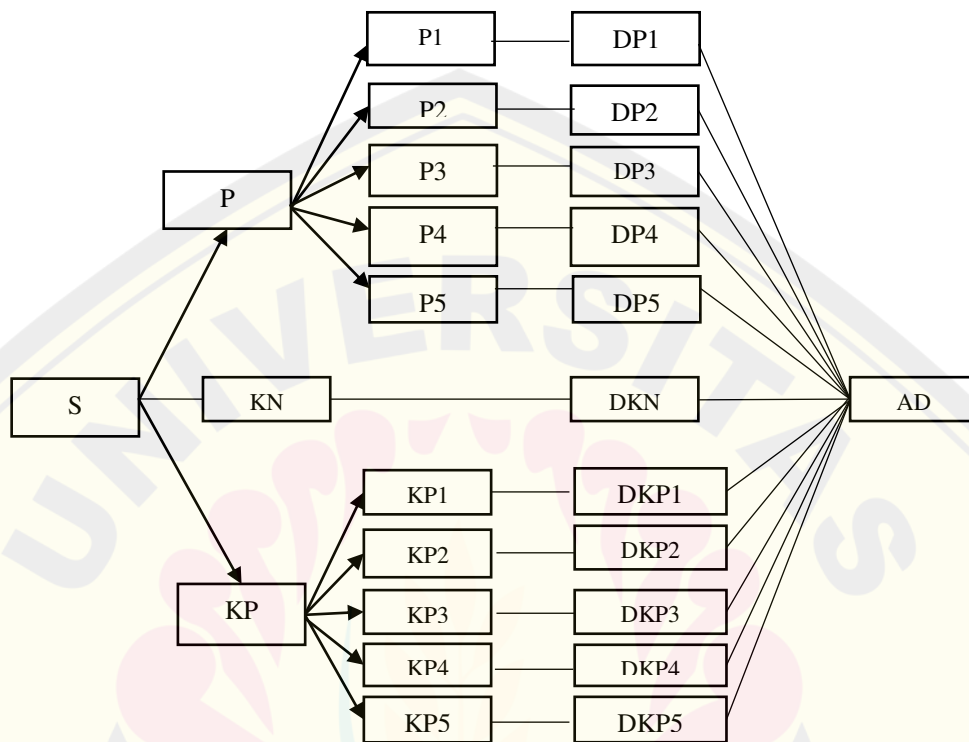 P1 DP1
P2 DP2
P3 DP3
P P4 DP4
P5 DP5
S KN DKN AD
KP1 DKP1
KP2 DKP2
KP KP3 DKP3
KP4 DKP4
KP5 DKP5
UNIVERSITAS